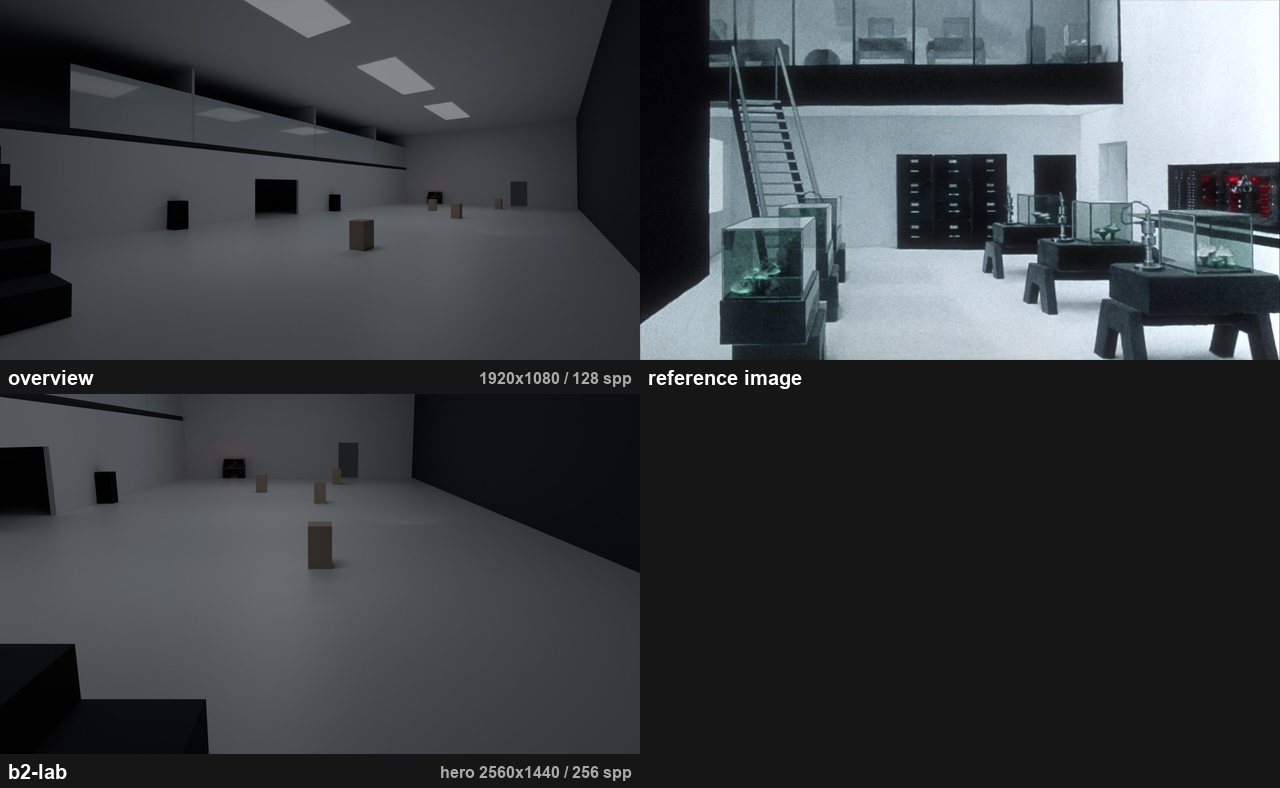 overview
1920x1080 / 128 spp
reference image
b2-lab
hero 2560x1440 / 256 spp